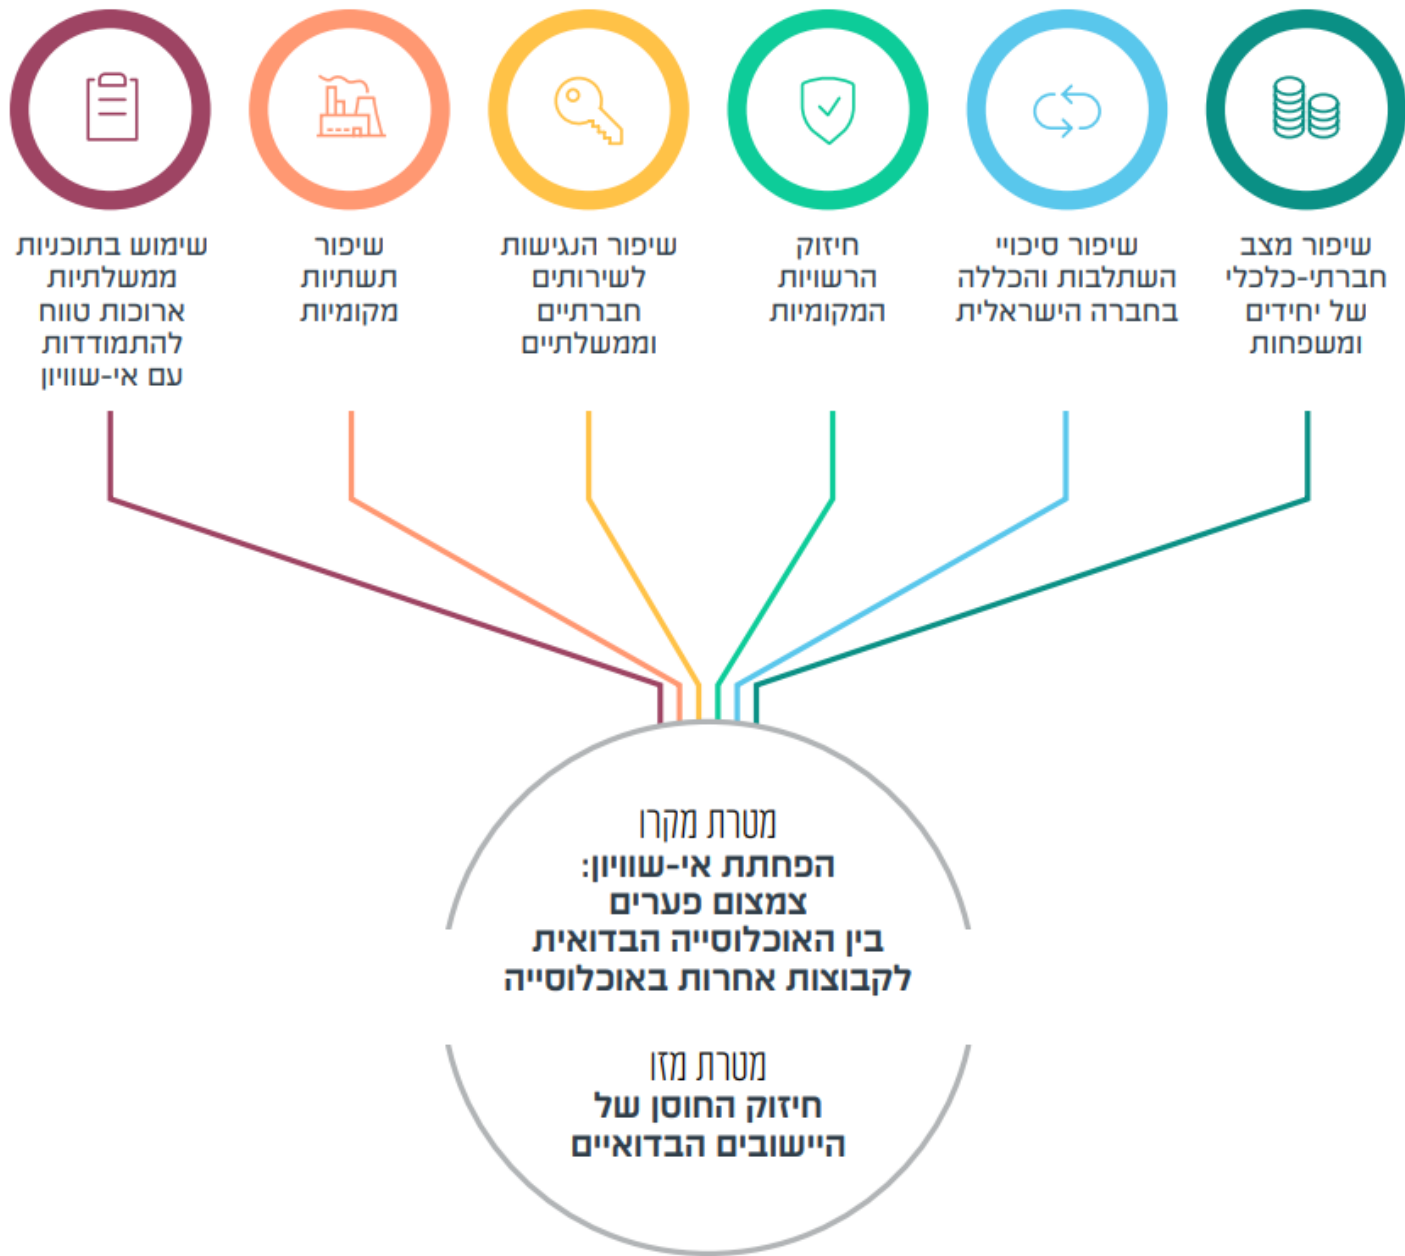 שיפור מצב
חברתי-כלכלי
של יחידים
ומשפחות
שיפור סיכויי
השתלבות והכללה
בחברה הישראלית
חיזוק
הרשויות
המקומיות
שיפור הנגישות
לשירותים
חברתיים
וממשלתיים
שיפור
תשתיות
מקומיות
שימוש בתוכניות
ממשלתיות
ארוכות טווח
להתמודדות
עם אי-שוויון
מטרת מקרו
הפחתת אי-שוויון:
צמצום פערים
בין האוכלוסייה הבדואית
לקבוצות אחרות באוכלוסייה
מטרת מזו
חיזוק החוסן של
היישובים הבדואיים